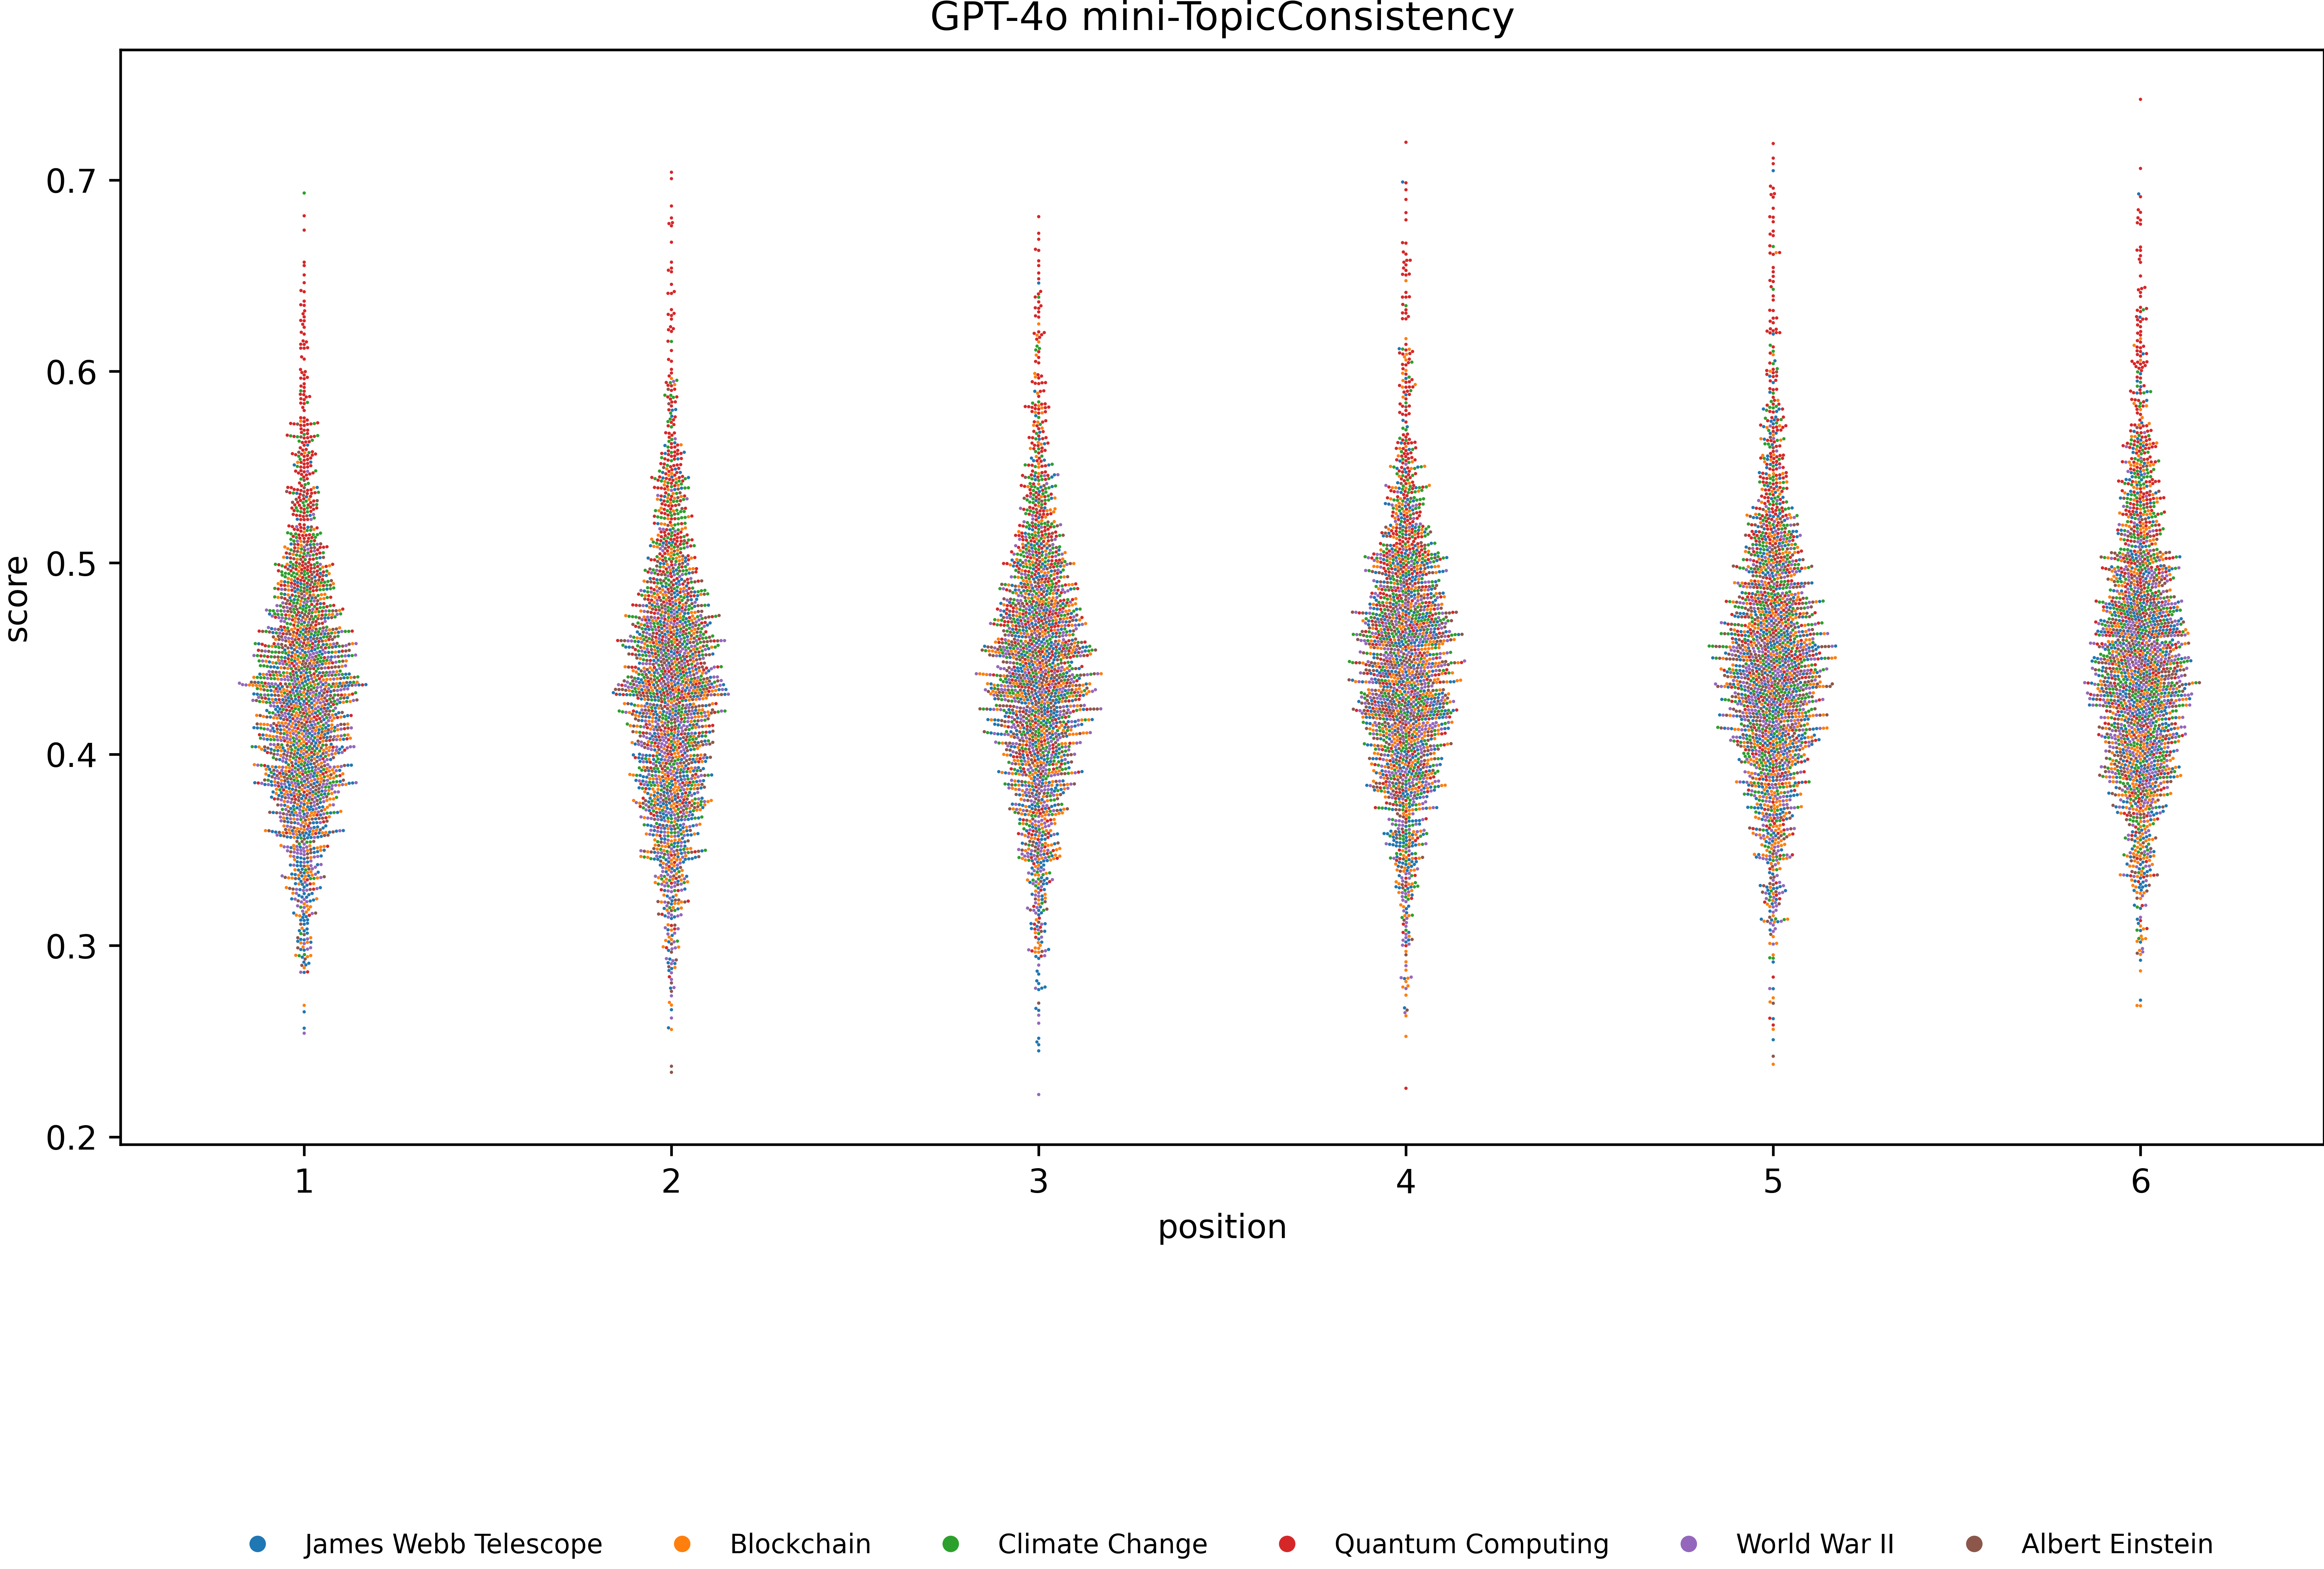 GPT-4o mini-TopicConsistency
score
0.7
0.6
0.5
0.4
0.3
0.2
1 2 3 4 5 6
position
James Webb Telescope Blockchain Climate Change Quantum Computing World War II Albert Einstein